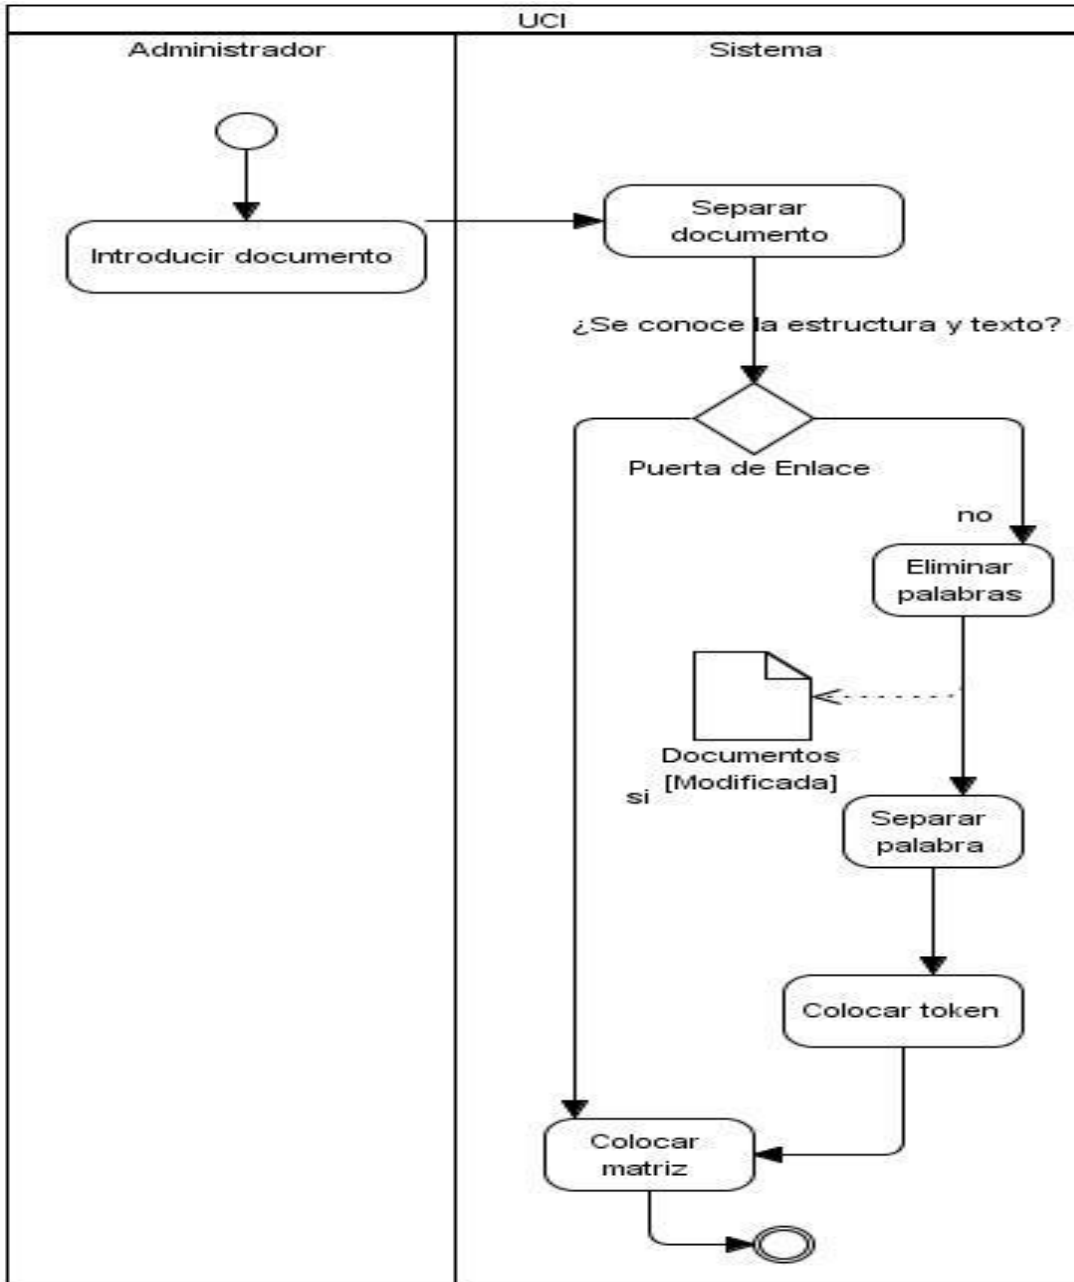 UCI
Administrador
Sistema
Separar
documento
Introducir documento
¿Se conoce la estructura y texto?
Puerta de Enlace
no
Eliminar
palabras
Documentos
[Modificada]
si
Separar
palabra
Colocar token
Colocar
matriz